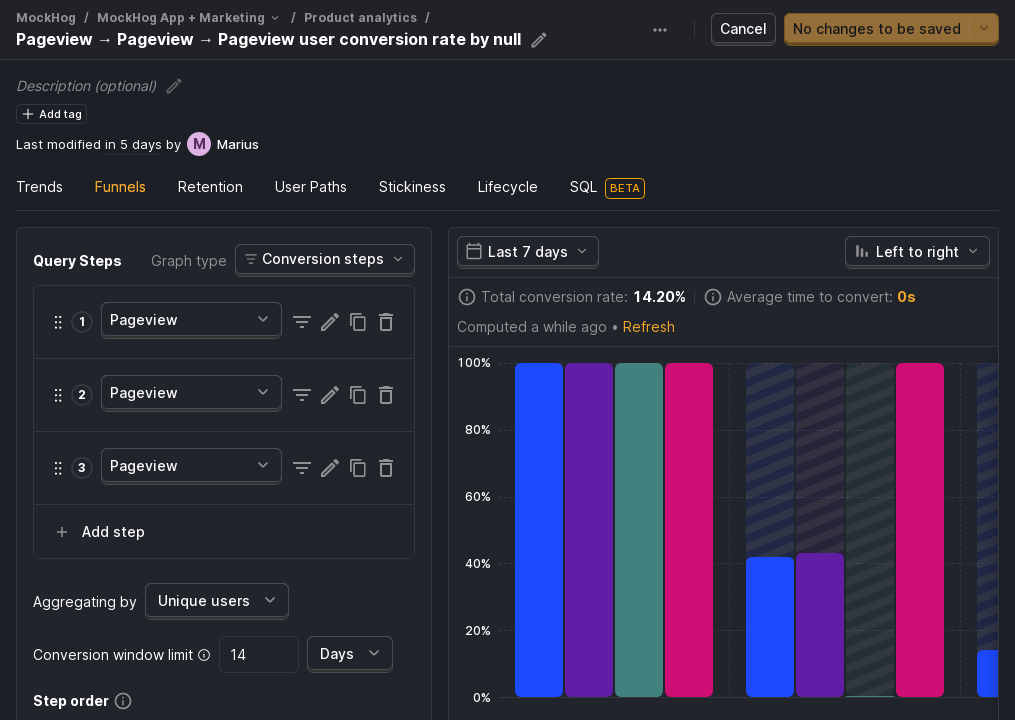 MockHog / MockHog App + Marketing / Product analytics /
Pageview → Pageview → Pageview user conversion rate by null
Cancel
No changes to be saved
Description (optional)
Add tag
Last modified in 5 days by M Marius
Trends Funnels Retention User Paths Stickiness Lifecycle SQL BETA
Query Steps Graph type Conversion steps
1 Pageview
2 Pageview
3 Pageview
Add step
Aggregating by Unique users
Conversion window limit 14 Days
Step order
Last 7 days Left to right
Total conversion rate: 14.20% Average time to convert: 0s
Computed a while ago • Refresh
100%
80%
60%
40%
20%
0%